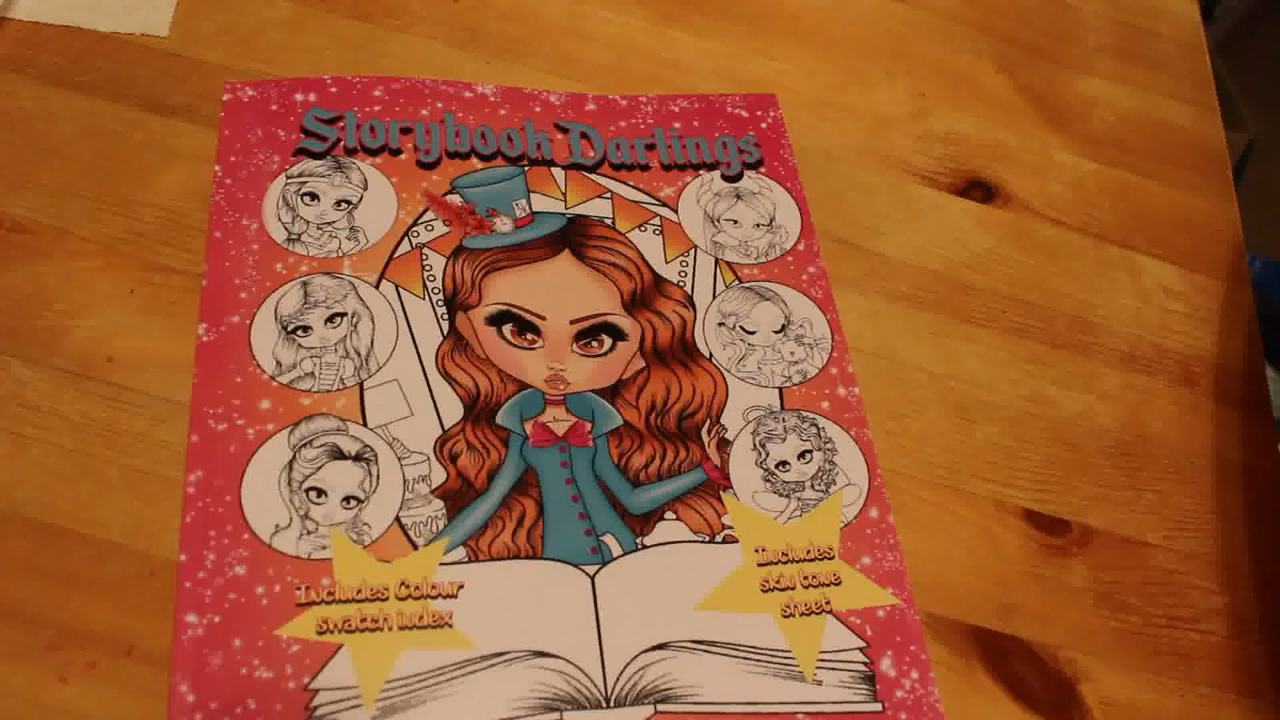 Storybook Darlings
Includes Colour
swatch index
Includes
skin tone
sheet